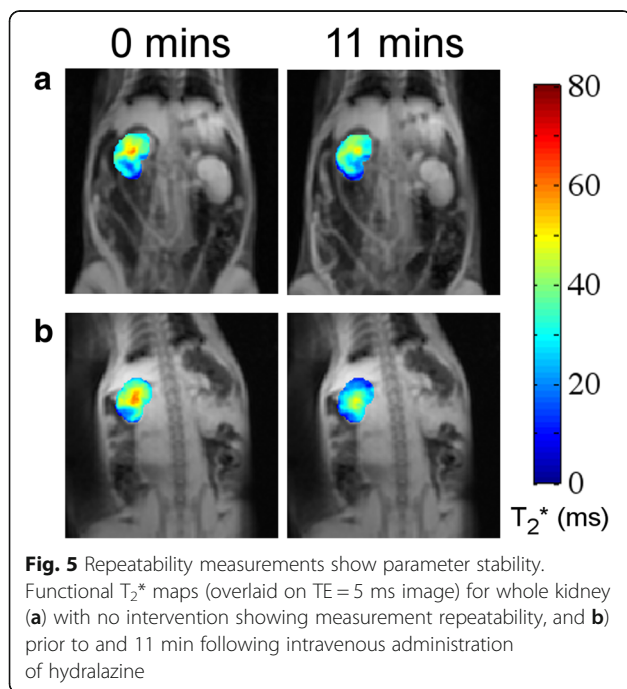 0 mins 11 mins
a
80
60
40
20
0
b
T₂* (ms)
Fig. 5 Repeatability measurements show parameter stability.
Functional T₂* maps (overlaid on TE = 5 ms image) for whole kidney
(a) with no intervention showing measurement repeatability, and b)
prior to and 11 min following intravenous administration
of hydralazine